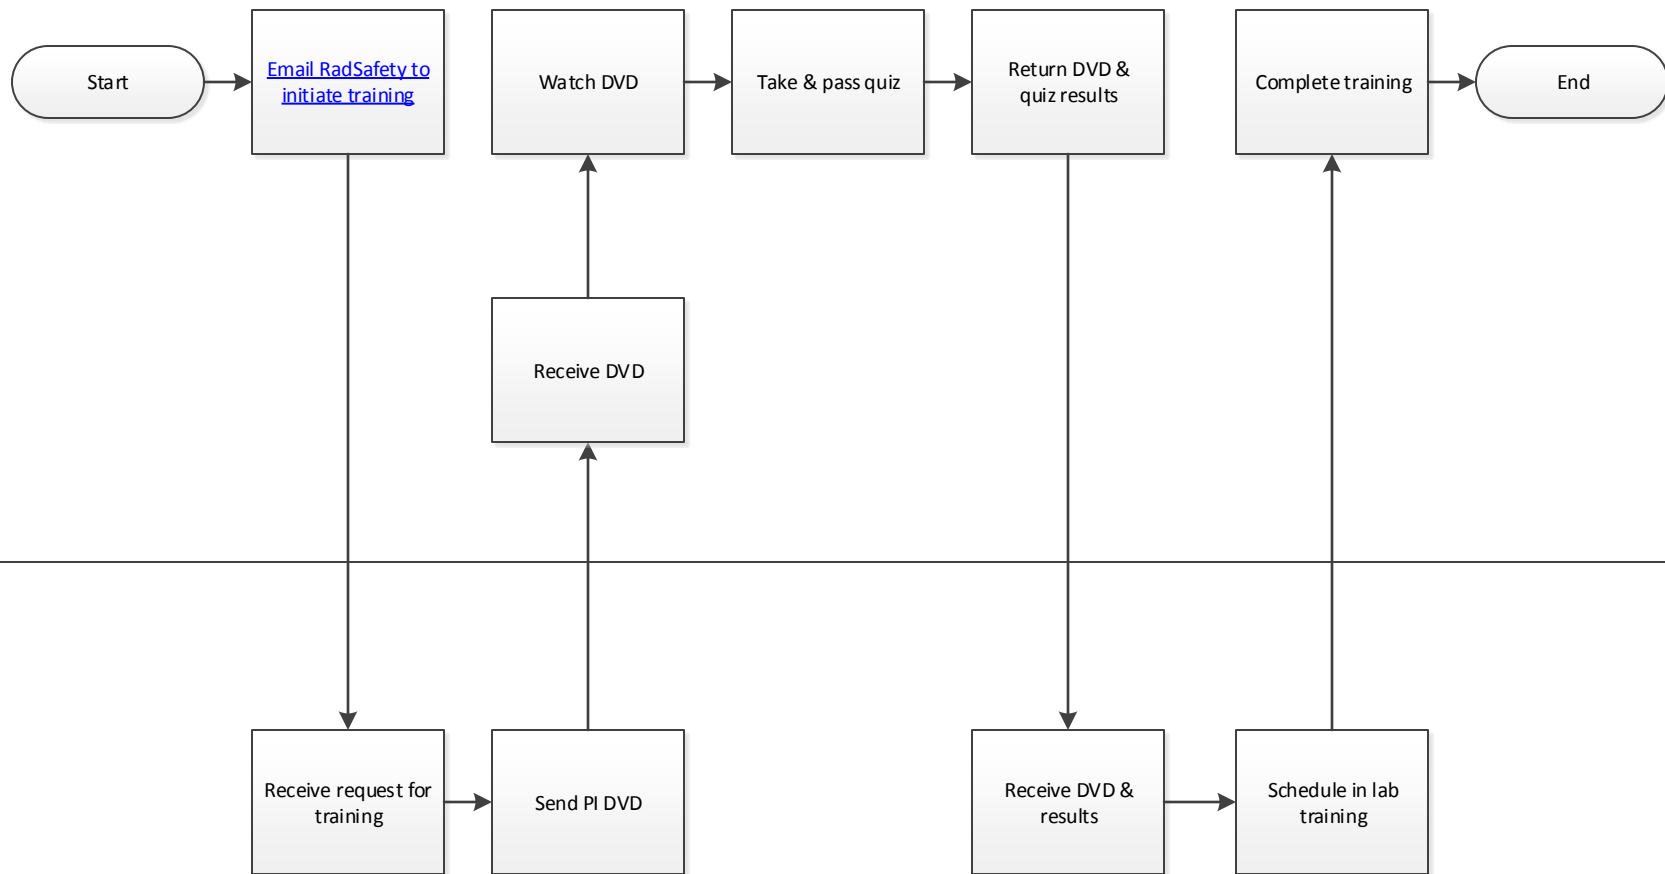 Start
Email RadSafety to
initiate training
Watch DVD
Take & pass quiz
Return DVD &
quiz results
Complete training
End
Receive DVD
Receive request for
training
Send PI DVD
Receive DVD &
results
Schedule in lab
training